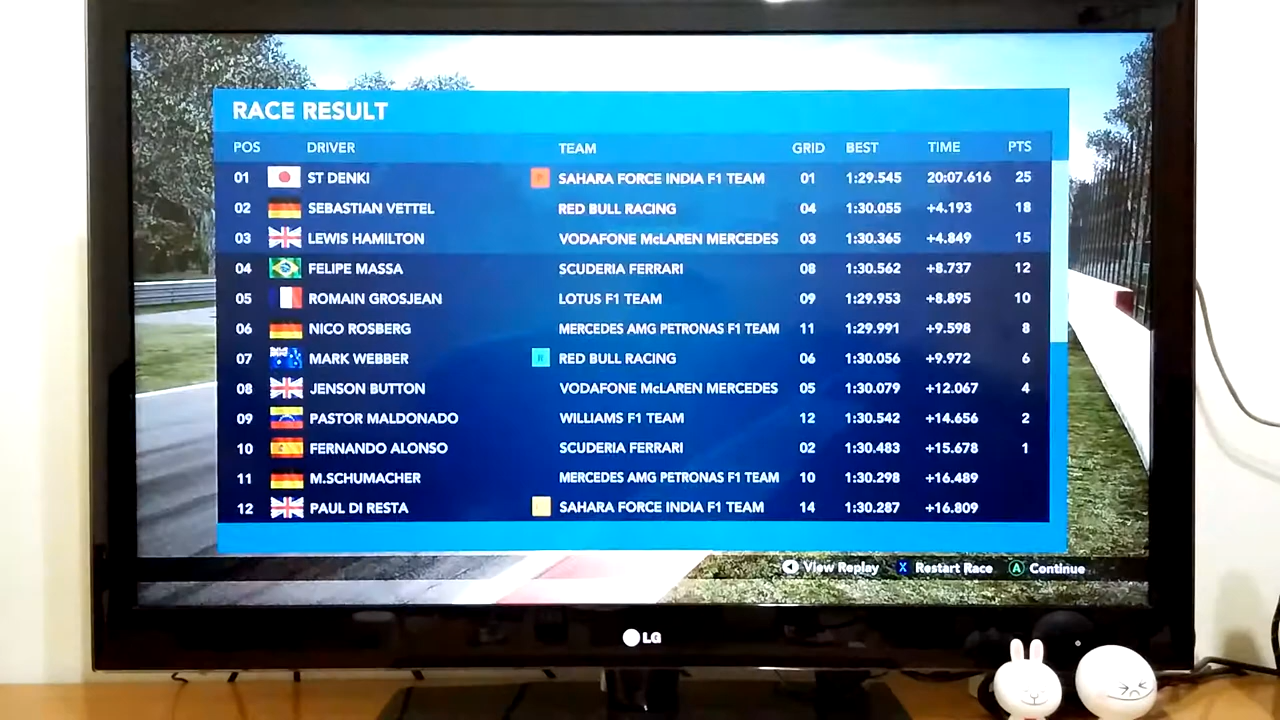 RACE RESULT
POS DRIVER TEAM GRID BEST TIME PTS
01 ST DENKI P SAHARA FORCE INDIA F1 TEAM 01 1:29.545 20:07.616 25
02 SEBASTIAN VETTEL RED BULL RACING 04 1:30.055 +4.193 18
03 LEWIS HAMILTON VODAFONE McLAREN MERCEDES 03 1:30.365 +4.849 15
04 FELIPE MASSA SCUDERIA FERRARI 08 1:30.562 +8.737 12
05 ROMAIN GROSJEAN LOTUS F1 TEAM 09 1:29.953 +8.895 10
06 NICO ROSBERG MERCEDES AMG PETRONAS F1 TEAM 11 1:29.991 +9.598 8
07 MARK WEBBER R RED BULL RACING 06 1:30.056 +9.972 6
08 JENSON BUTTON VODAFONE McLAREN MERCEDES 05 1:30.079 +12.067 4
09 PASTOR MALDONADO WILLIAMS F1 TEAM 12 1:30.542 +14.656 2
10 FERNANDO ALONSO SCUDERIA FERRARI 02 1:30.483 +15.678 1
11 M.SCHUMACHER MERCEDES AMG PETRONAS F1 TEAM 10 1:30.298 +16.489
12 PAUL DI RESTA SAHARA FORCE INDIA F1 TEAM 14 1:30.287 +16.809
View Replay X Restart Race A Continue
LG